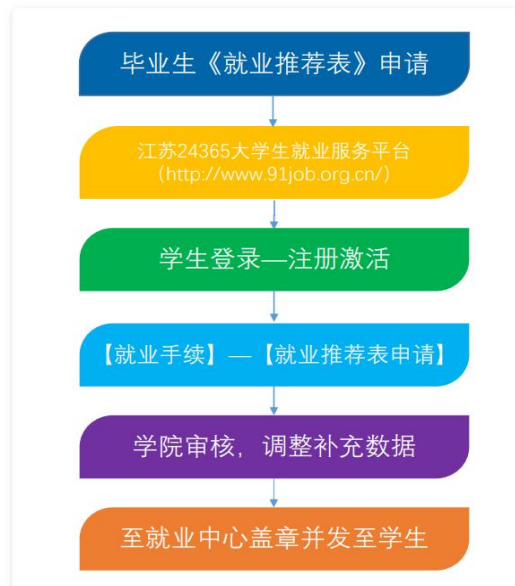 毕业生《就业推荐表》申请
江苏24365大学生就业服务平台
（http://www.91job.org.cn/）
学生登录—注册激活
【就业手续】—【就业推荐表申请】
学院审核，调整补充数据
至就业中心盖章并发至学生